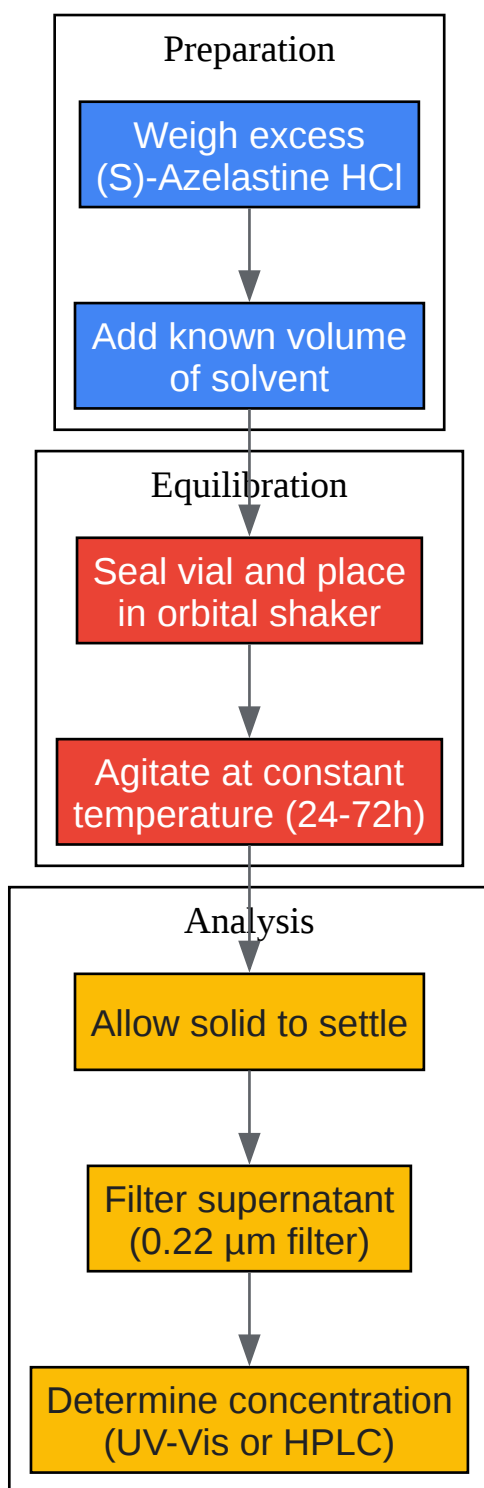 Preparation
Weigh excess
(S)-Azelastine HCl
Add known volume
of solvent
Equilibration
Seal vial and place
in orbital shaker
Agitate at constant
temperature (24-72h)
Analysis
Allow solid to settle
Filter supernatant
(0.22 µm filter)
Determine concentration
(UV-Vis or HPLC)